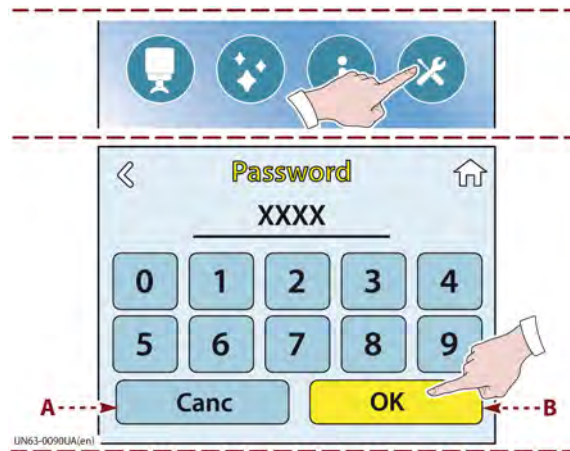 Password
XXXX
0 1 2 3 4
5 6 7 8 9
A Canc OK B
UN63-0090UA(en)